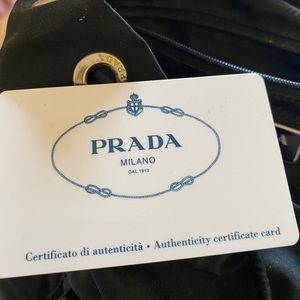 PRADA
MILANO
DAL 1913
Certificato di autenticità • Authenticity certificate card